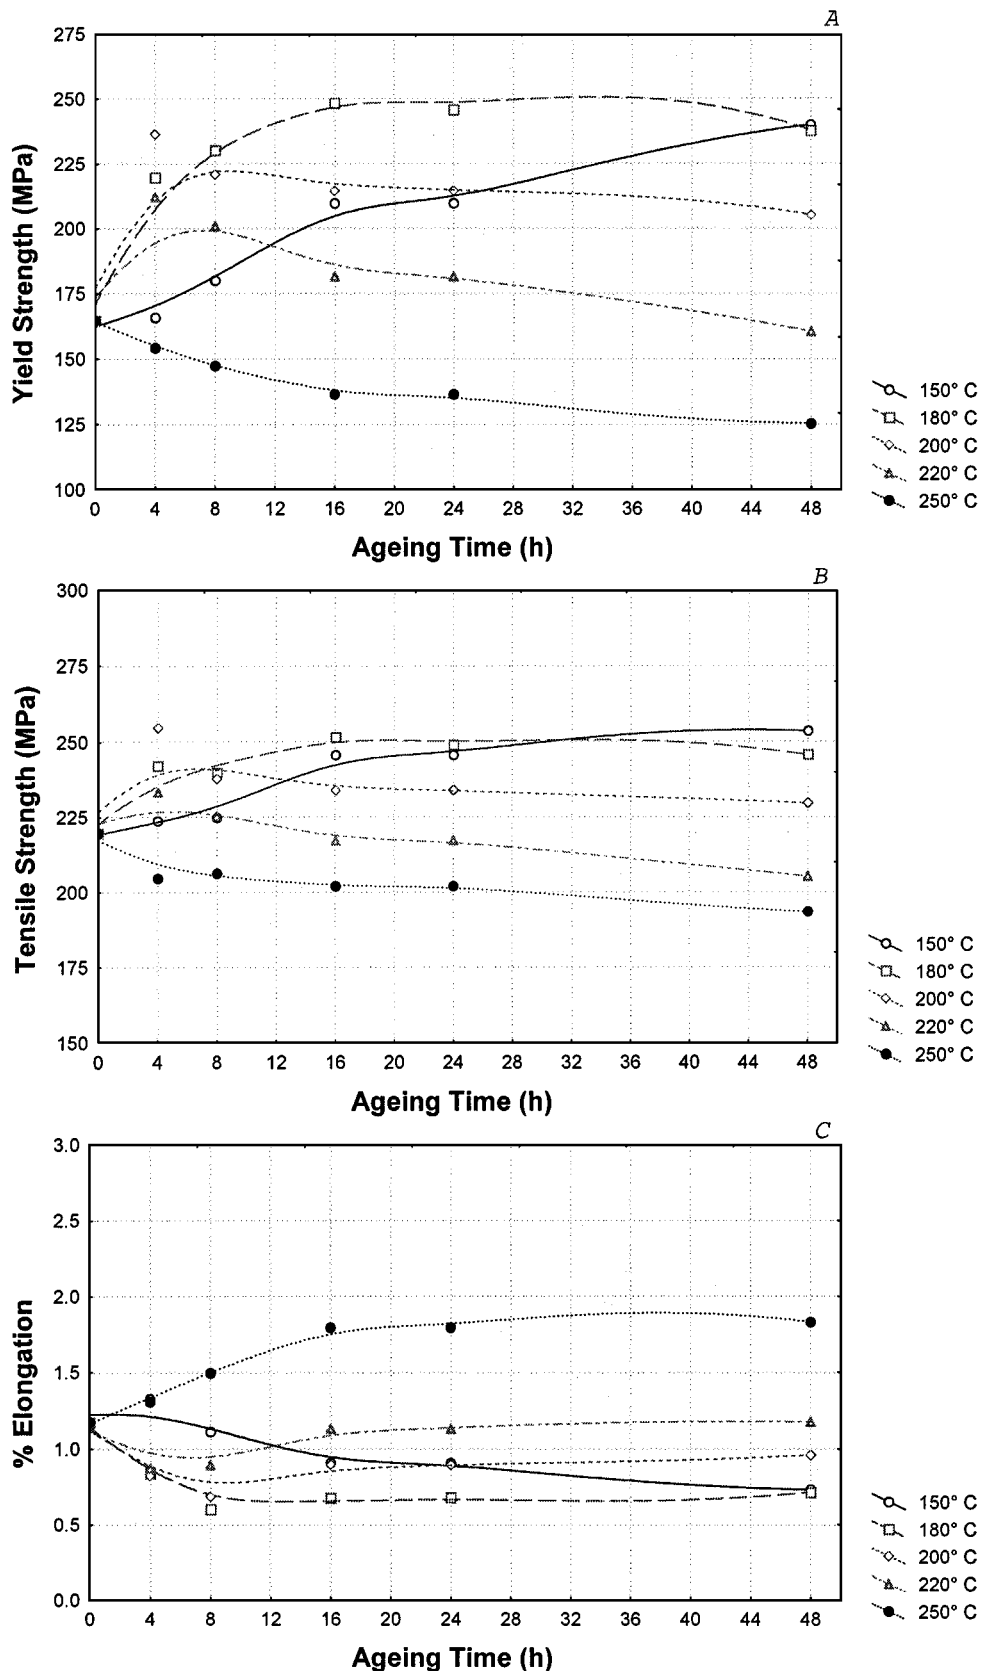 A
275
250
225
200
175
150
125
100
Yield Strength (MPa)
0 4 8 12 16 20 24 28 32 36 40 44 48
Ageing Time (h)
150° C
180° C
200° C
220° C
250° C
B
300
275
250
225
200
175
150
Tensile Strength (MPa)
0 4 8 12 16 20 24 28 32 36 40 44 48
Ageing Time (h)
150° C
180° C
200° C
220° C
250° C
C
3.0
2.5
2.0
1.5
1.0
0.5
0.0
% Elongation
0 4 8 12 16 20 24 28 32 36 40 44 48
Ageing Time (h)
150° C
180° C
200° C
220° C
250° C